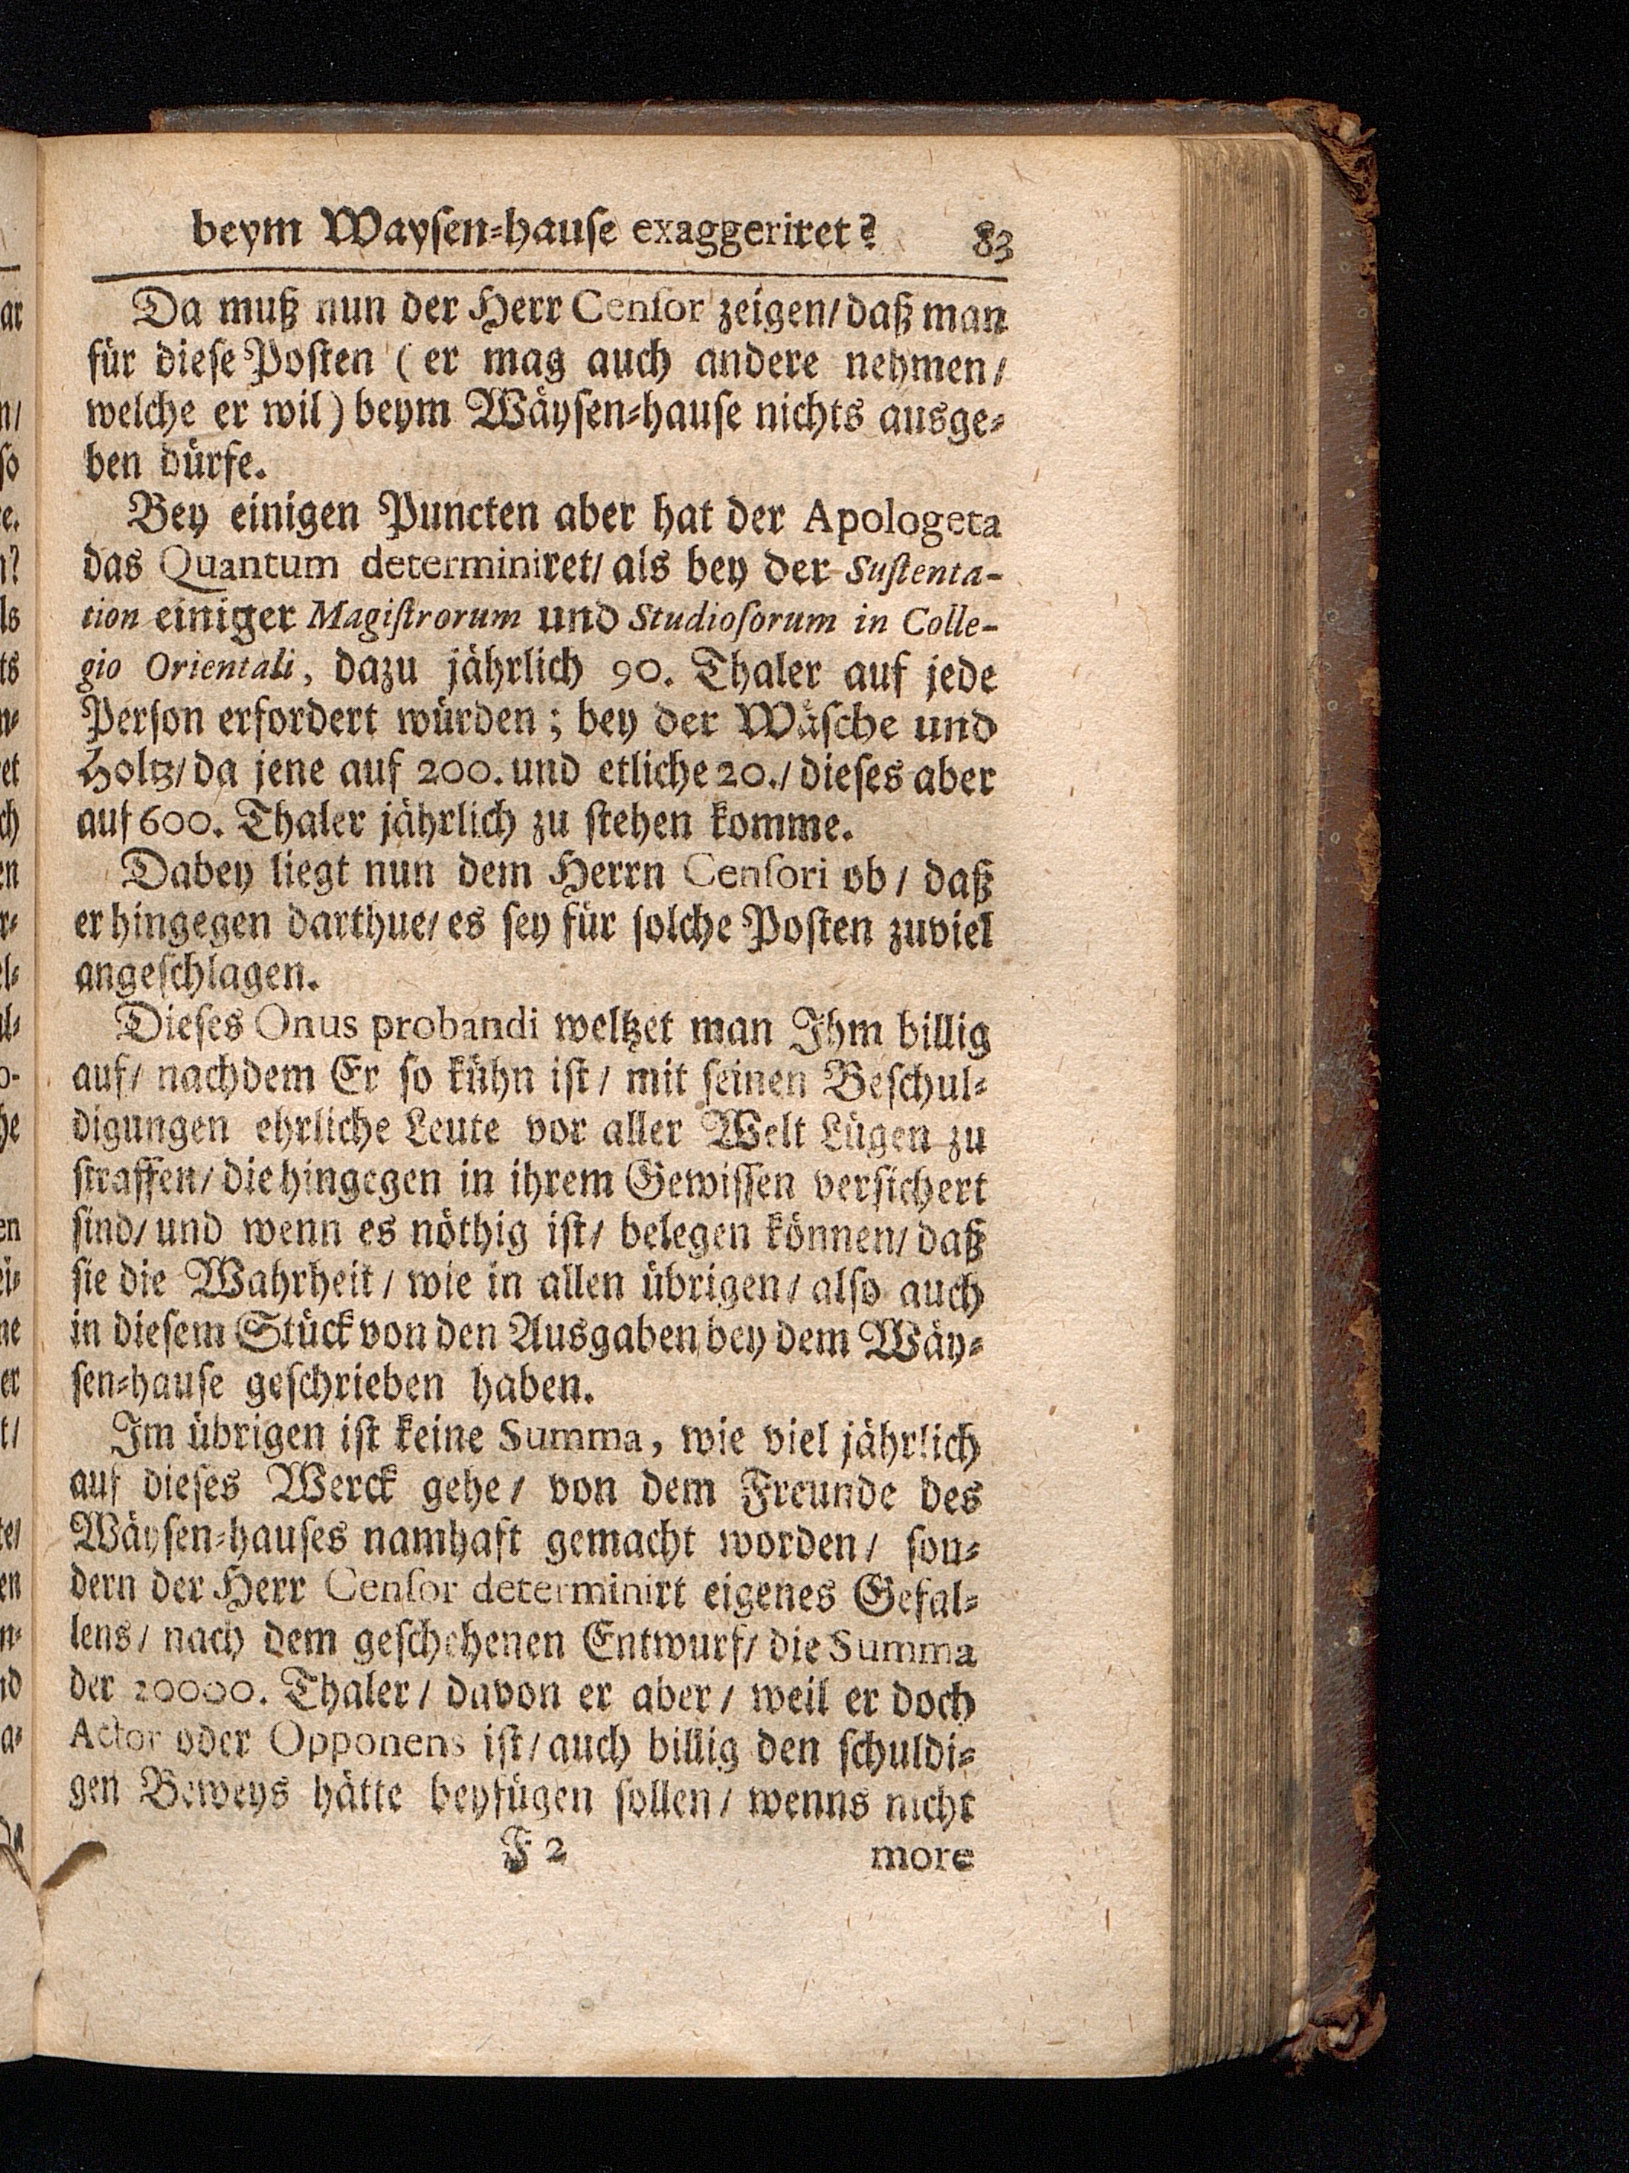 beym Waysen-hause exaggeriret? 83
Da muß nun der Herr Censor zeigen/ daß man
für diese Posten (er mag auch andere nehmen/
welche er wil) beym Wäysen-hause nichts ausge-
ben dürfe.
Bey einigen Puncten aber hat der Apologeta
das Quantum determiniret/ als bey der Sustenta-
tion einiger Magistrorum und Studiosorum in Colle-
gio Orientali, dazu jährlich 90. Thaler auf jede
Person erfordert würden; bey der Wäsche und
Holtz/ da jene auf 200. und etliche 20./ dieses aber
auf 600. Thaler jährlich zu stehen komme.
Dabey liegt nun dem Herrn Censori ob/ daß
er hingegen darthue/ es sey für solche Posten zuviel
angeschlagen.
Dieses Onus probandi weltzet man Ihm billig
auf/ nachdem Er so kühn ist/ mit seinen Beschul-
digungen ehrliche Leute vor aller Welt Lügen zu
straffen/ die hingegen in ihrem Gewissen versichert
sind/ und wenn es nöthig ist/ belegen können/ daß
sie die Wahrheit/ wie in allen übrigen/ also auch
in diesem Stück von den Ausgaben bey dem Wäy-
sen-hause geschrieben haben.
Im übrigen ist keine Summa, wie viel jährlich
auf dieses Werck gehe/ von dem Freunde des
Wäysen-hauses namhaft gemacht worden/ son-
dern der Herr Censor determinirt eigenes Gefal-
lens/ nach dem geschehenen Entwurf/ die Summa
der 20000. Thaler/ davon er aber/ weil er doch
Actor oder Opponens ist/ auch billig den schuldi-
gen Beweys hätte beyfügen sollen/ wenns nicht
F 2 more